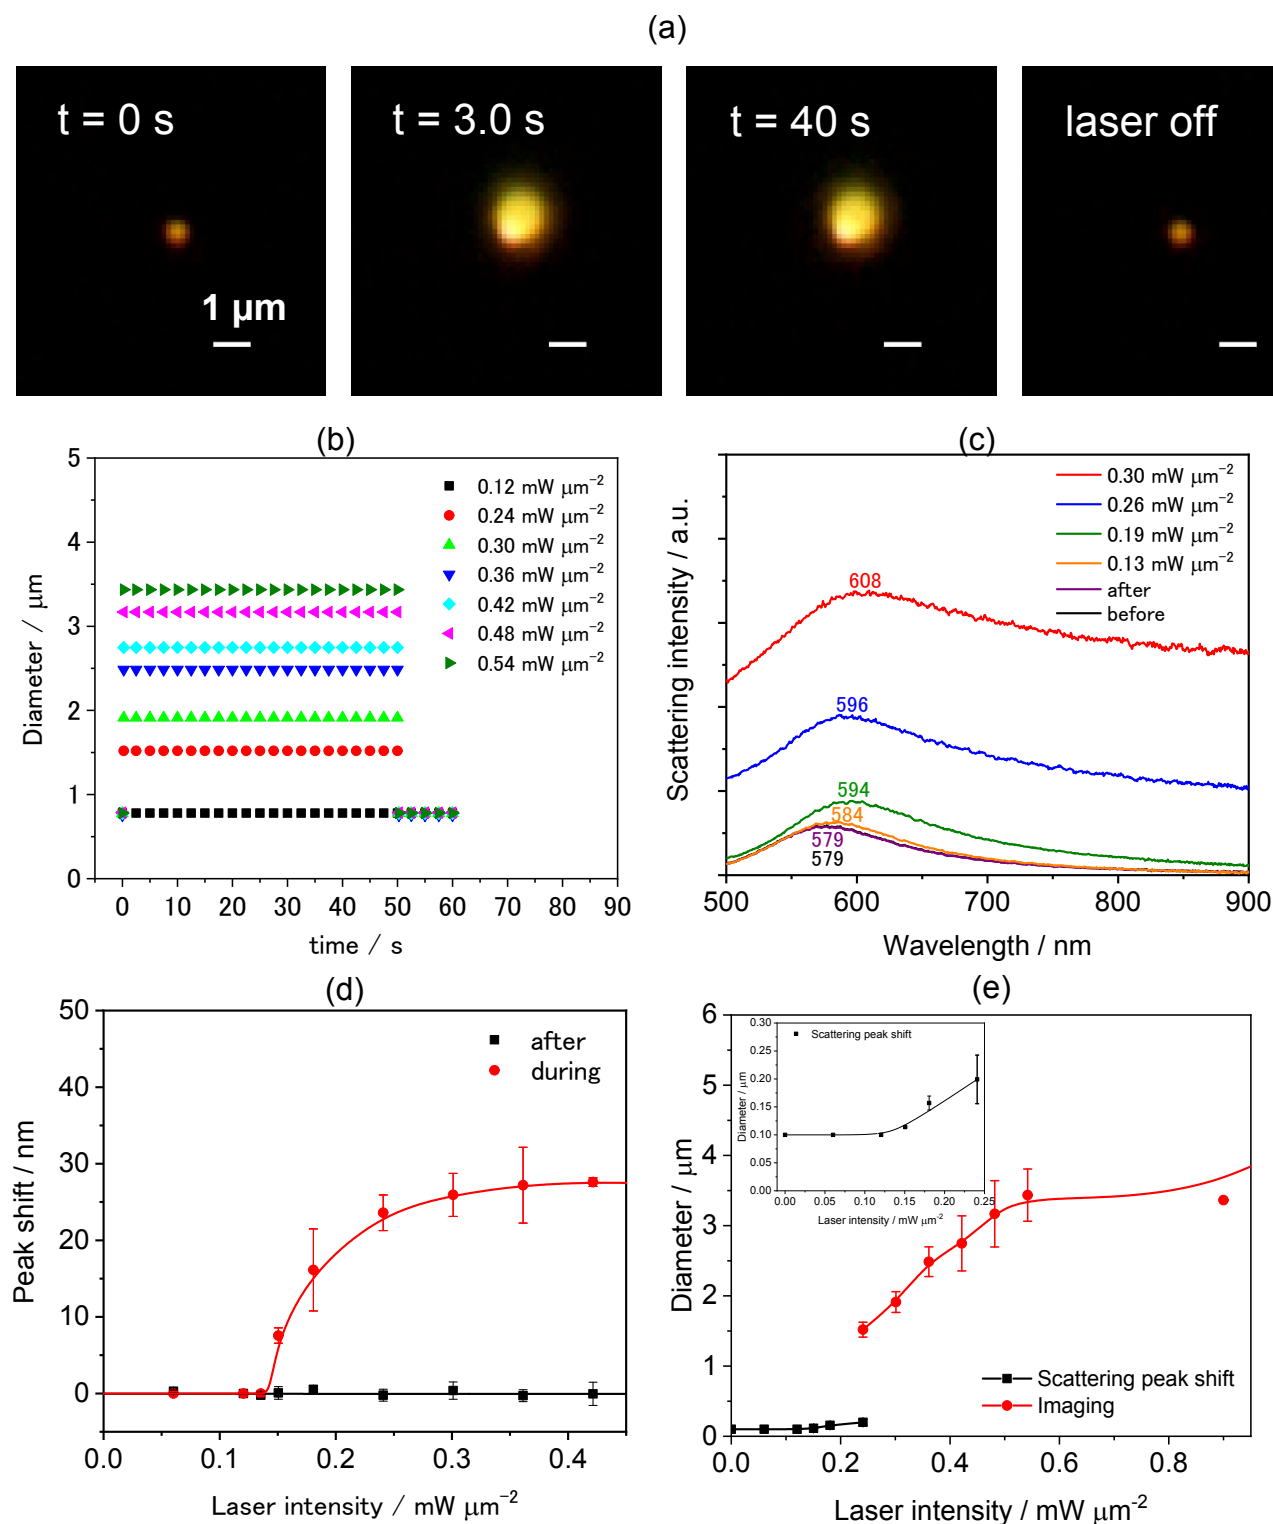 (a)
t = 0 s
t = 3.0 s
t = 40 s
laser off
1 μm
(b)
5
4
3
2
1
0
Diameter / μm
0.12 mW μm⁻²
0.24 mW μm⁻²
0.30 mW μm⁻²
0.36 mW μm⁻²
0.42 mW μm⁻²
0.48 mW μm⁻²
0.54 mW μm⁻²
0 10 20 30 40 50 60 70 80 90
time / s
(c)
Scattering intensity / a.u.
0.30 mW μm⁻²
0.26 mW μm⁻²
0.19 mW μm⁻²
0.13 mW μm⁻²
after
before
608
596
594
584
579
579
500 600 700 800 900
Wavelength / nm
(d)
50
40
30
20
10
0
Peak shift / nm
after
during
0.0 0.1 0.2 0.3 0.4
Laser intensity / mW μm⁻²
(e)
6
5
4
3
2
1
0
Diameter / μm
0.30
0.25
0.20
0.15
0.10
0.05
0.00
Diameter / μm
Scattering peak shift
0.00 0.05 0.10 0.15 0.20 0.25
Laser intensity / mW μm⁻²
Scattering peak shift
Imaging
0.0 0.2 0.4 0.6 0.8
Laser intensity / mW μm⁻²